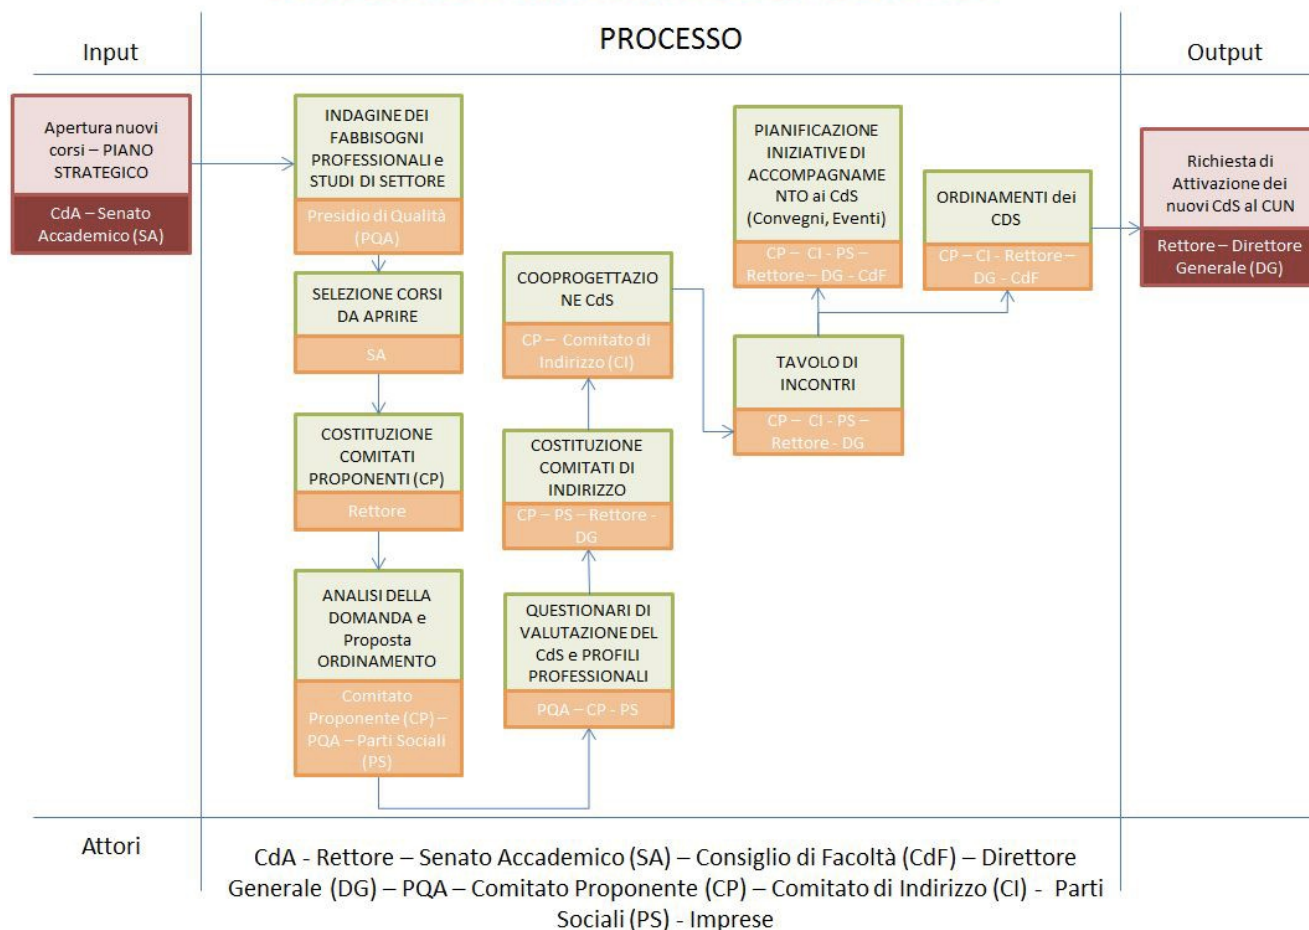 Input
PROCESSO
Output
Apertura nuovi
corsi – PIANO
STRATEGICO
CdA – Senato
Accademico (SA)
INDAGINE DEI
FABBISOGNI
PROFESSIONALI e
STUDI DI SETTORE
Presidio di Qualità
(PQA)
SELEZIONE CORSI
DA APRIRE
SA
COSTITUZIONE
COMITATI
PROPONENTI (CP)
Rettore
ANALISI DELLA
DOMANDA e
Proposta
ORDINAMENTO
Comitato
Proponente (CP) –
PQA – Parti Sociali
(PS)
QUESTIONARI DI
VALUTAZIONE DEL
CdS e PROFILI
PROFESSIONALI
PQA – CP - PS
COSTITUZIONE
COMITATI DI
INDIRIZZO
CP – PS – Rettore -
DG
COOPROGETTAZIO
NE CdS
CP – Comitato di
Indirizzo (CI)
TAVOLO DI
INCONTRI
CP – CI - PS –
Rettore - DG
PIANIFICAZIONE
INIZIATIVE DI
ACCOMPAGNAME
NTO ai CdS
(Convegni, Eventi)
CP – CI - PS –
Rettore – DG - CdF
ORDINAMENTI dei
CDS
CP – CI - Rettore –
DG - CdF
Richiesta di
Attivazione dei
nuovi CdS al CUN
Rettore – Direttore
Generale (DG)
Attori
CdA - Rettore – Senato Accademico (SA) – Consiglio di Facoltà (CdF) – Direttore
Generale (DG) – PQA – Comitato Proponente (CP) – Comitato di Indirizzo (CI) - Parti
Sociali (PS) - Imprese